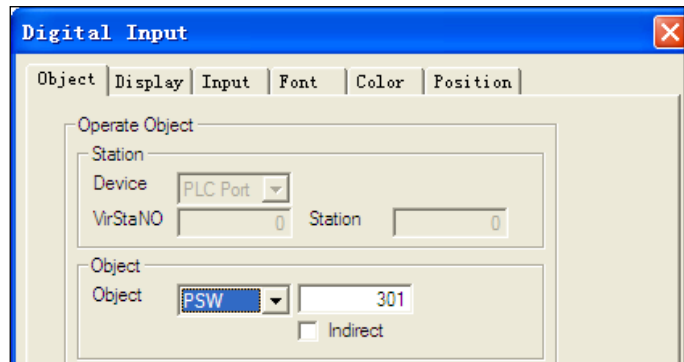 Digital Input
Object Display Input Font Color Position
Operate Object
Station
Device PLC Port
VirStaNO 0 Station 0
Object
Object PSW 301
Indirect